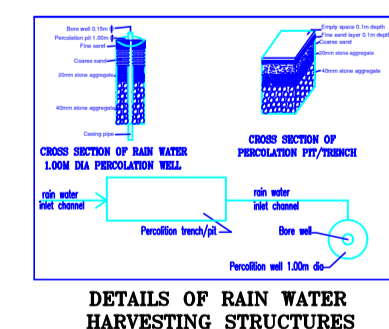 Bore well 0.15m
Percolation pit 1.00m
Fine sand
Coarse sand
20mm stone aggregate
40mm stone aggregate
Casing pipe
CROSS SECTION OF RAIN WATER
1.00M DIA PERCOLATION WELL
Empty space 0.1m depth
Fine sand layer 0.1m depth
Coarse sand
20mm stone aggregate
40mm stone aggregate
CROSS SECTION OF
PERCOLATION PIT/TRENCH
rain water
inlet channel
Percolition trench/pit
rain water
inlet channel
Bore well
Percolition well 1.00m dia
DETAILS OF RAIN WATER
HARVESTING STRUCTURES